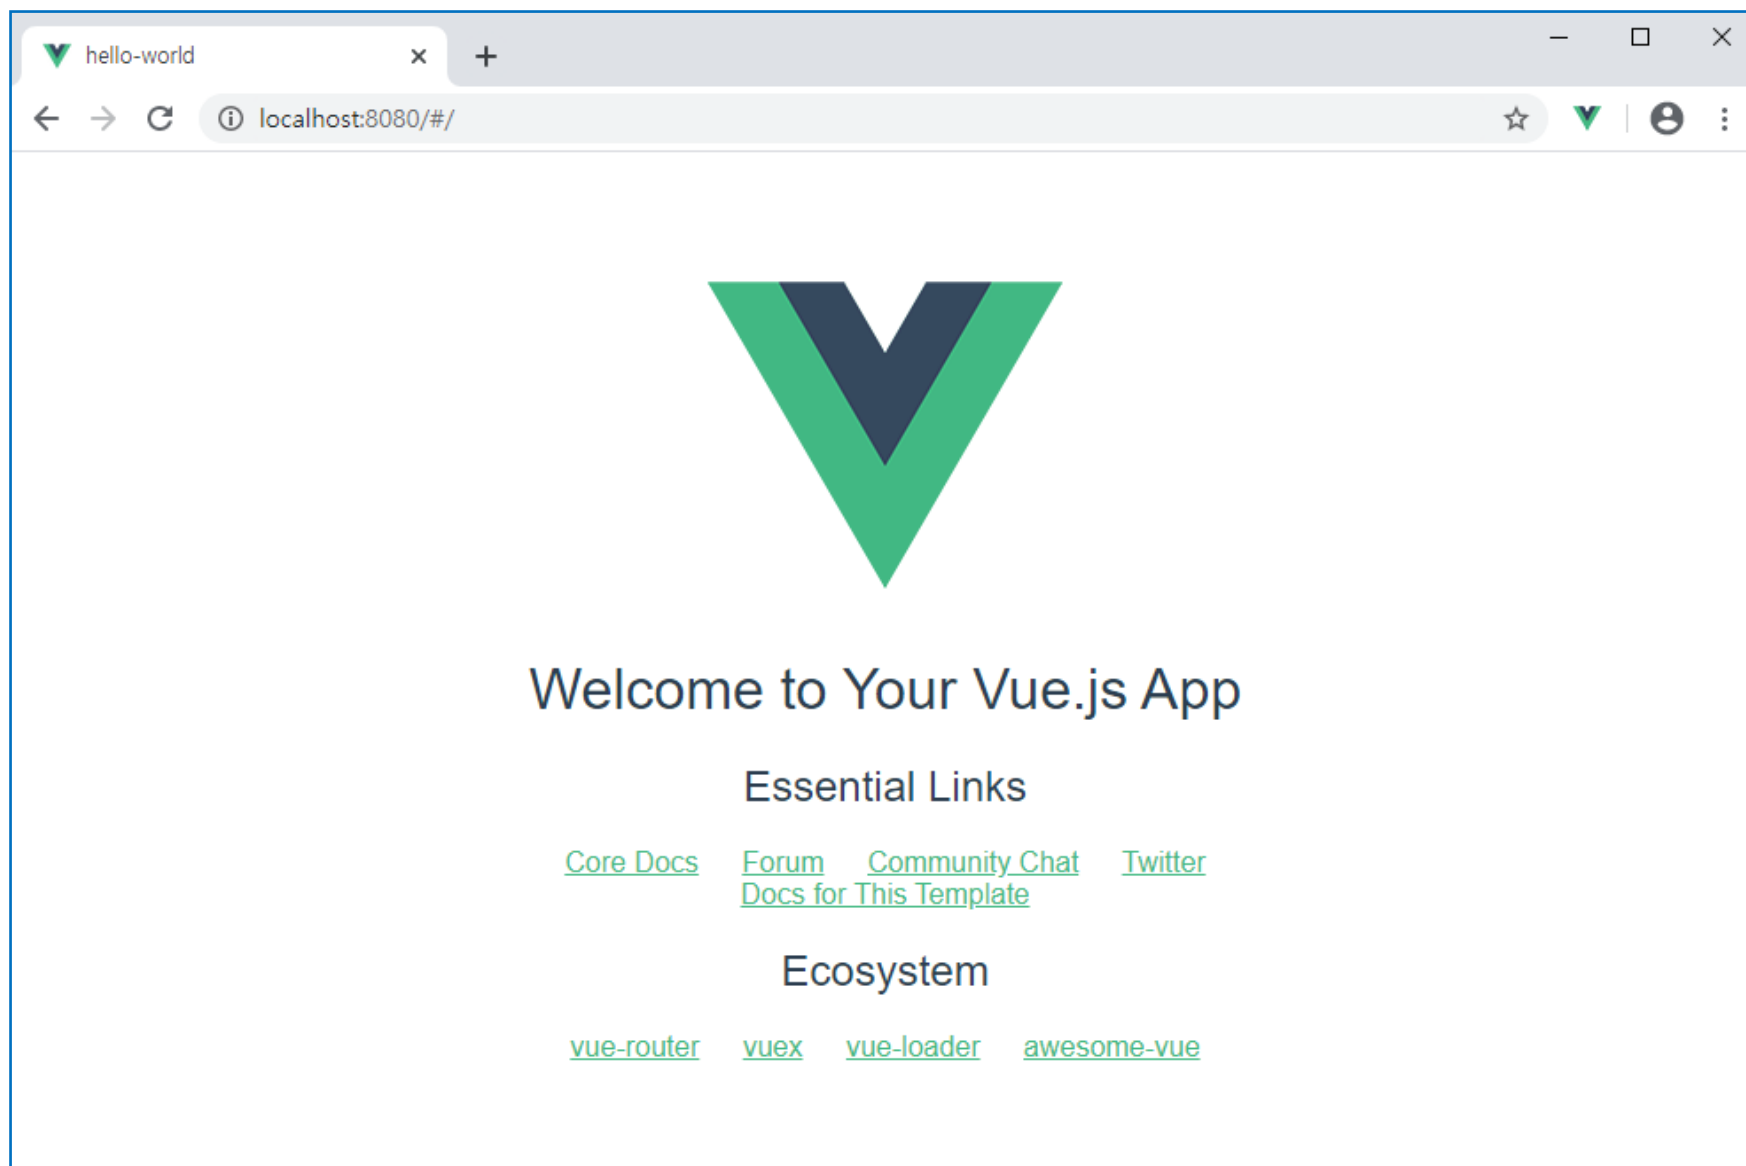 hello-world
localhost:8080/#/
Welcome to Your Vue.js App
Essential Links
Core Docs Forum Community Chat Twitter
Docs for This Template
Ecosystem
vue-router vuex vue-loader awesome-vue